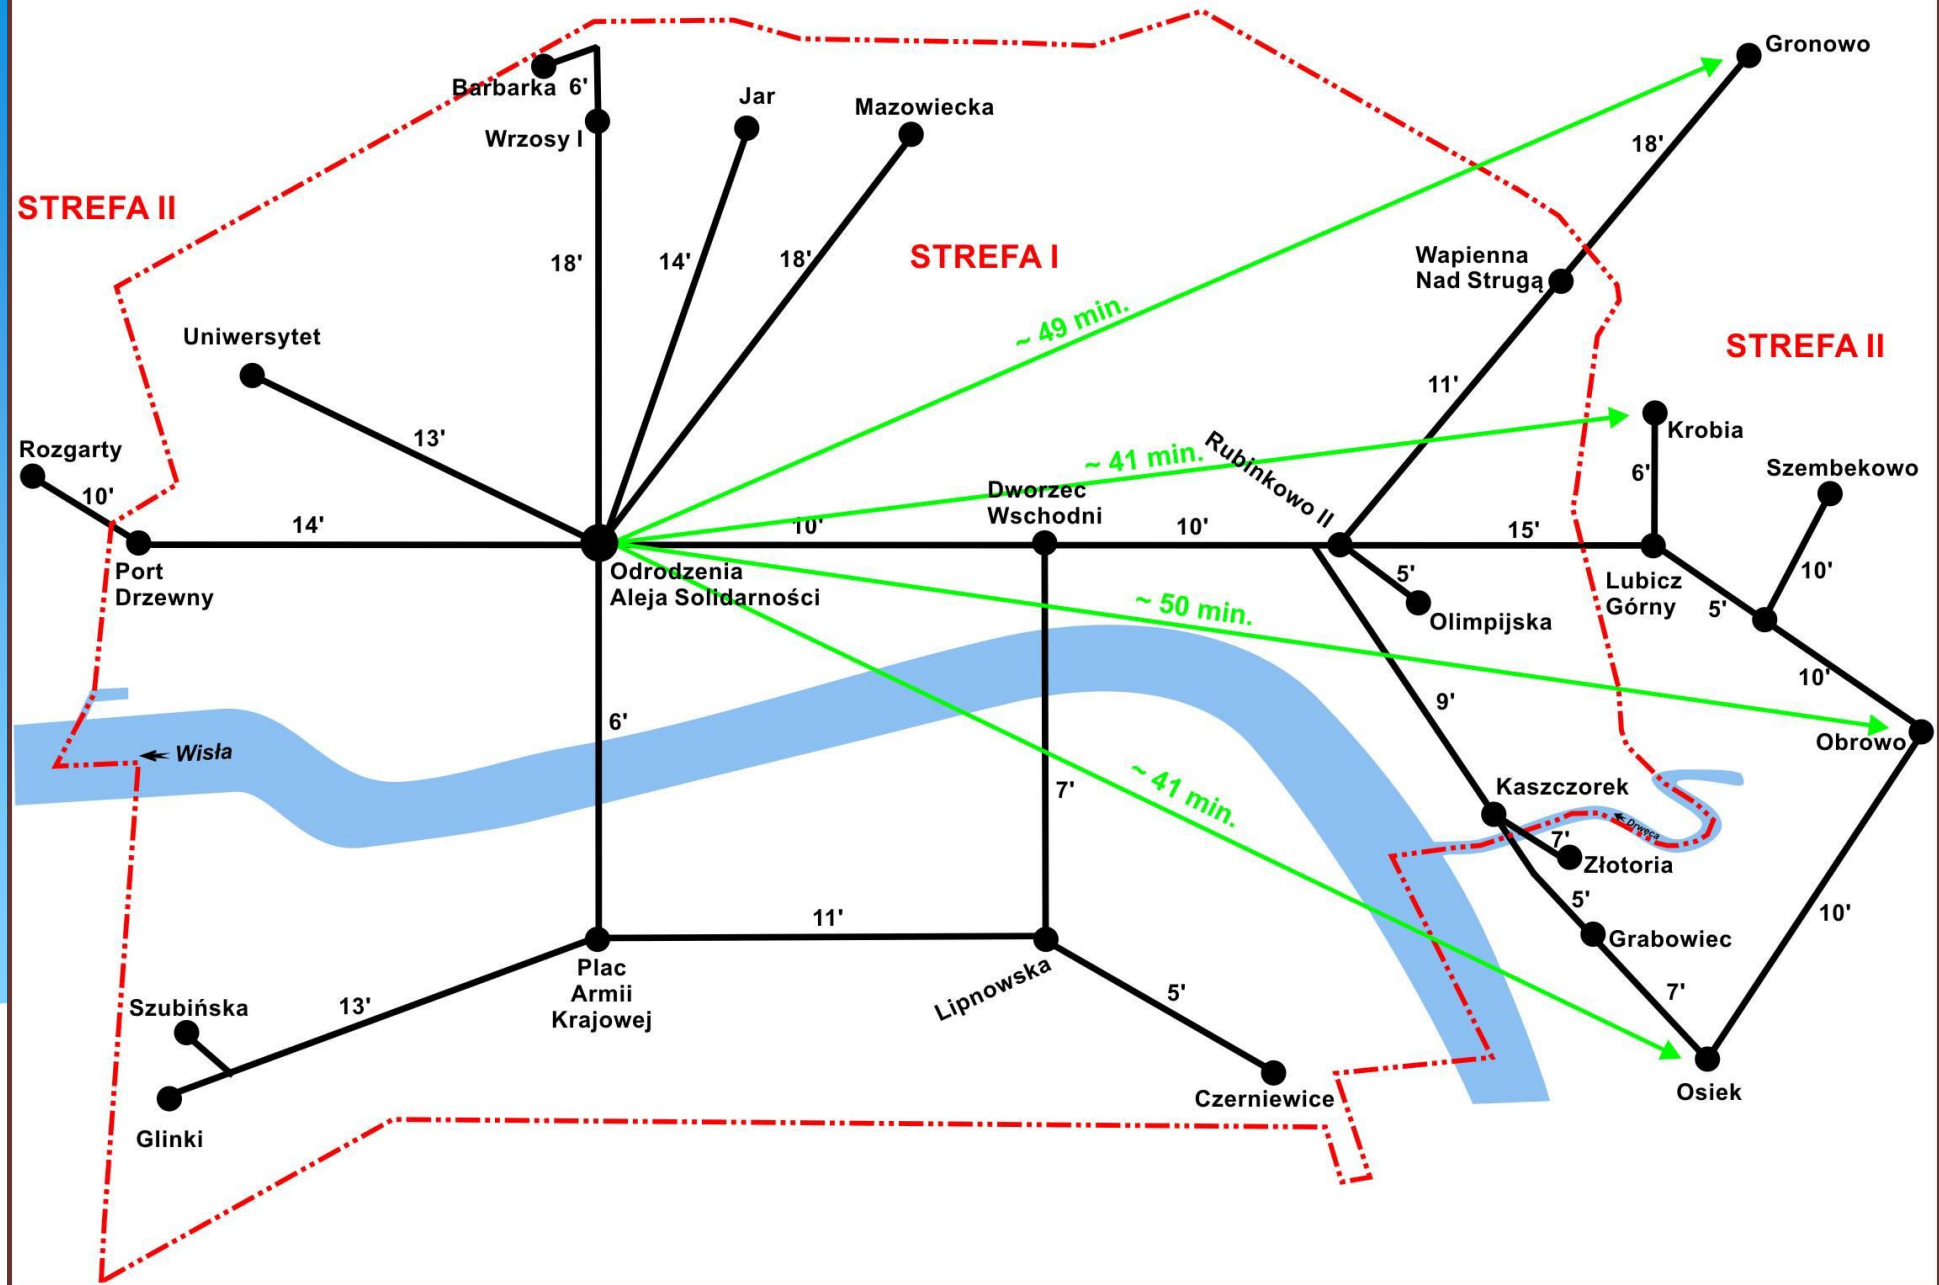 Gronowo
Barbarka
6'
Jar
Mazowiecka
Wrzosy I
18'
STREFA II
STREFA I
18'
14'
18'
Wapienna
Nad Strugą
~ 49 min.
Uniwersytet
STREFA II
11'
13'
Krobia
Rozgarty
10'
~ 41 min.
Rubinkowo II
6'
Szembekowo
Dworzec
Wschodni
14'
10'
10'
15'
Port
Drzewny
Odrodzenia
Aleja Solidarności
5'
Olimpijska
~ 50 min.
Lubicz
Górny
5'
10'
10'
6'
9'
Obrowo
Wisła
~ 41 min.
7'
Kaszczorek
Drwęca
7'
Złotoria
5'
Grabowiec
10'
11'
Plac
Armii
Krajowej
Lipnowska
5'
7'
Szubińska
13'
Czerniewice
Osiek
Glinki